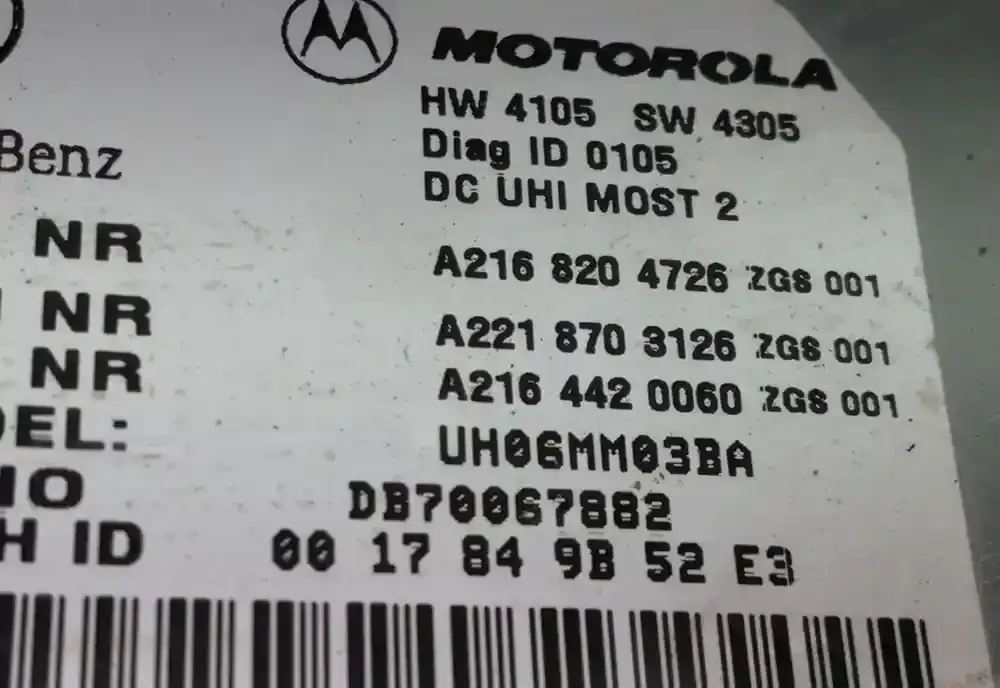 MOTOROLA
HW 4105 SW 4305
Diag ID 0105
Benz
DC UHI MOST 2
NR A216 820 4726 ZGS 001
NR A221 870 3126 ZGS 001
NR A216 442 0060 ZGS 001
DEL: UH06MM03BA
NO DB70067882
H ID 00 17 84 9B 52 E3